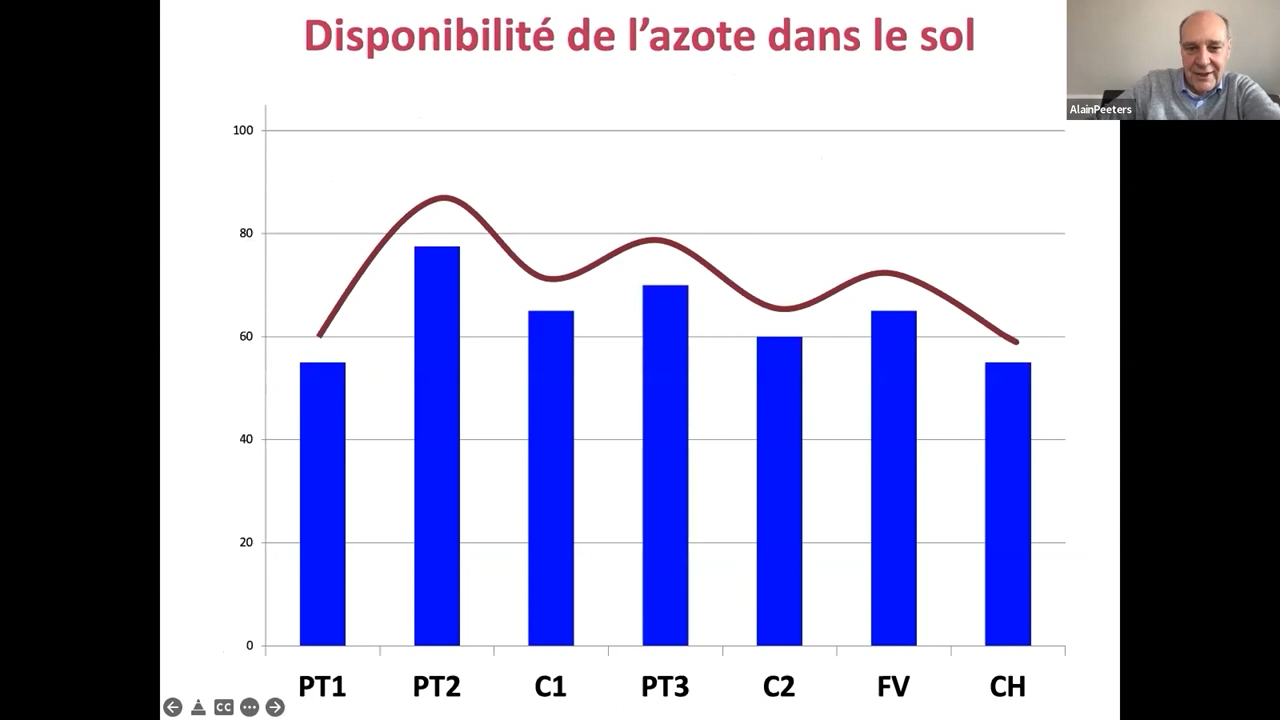 Disponibilité de l’azote dans le sol
AlainPeeters
100
80
60
40
20
0
PT1 PT2 C1 PT3 C2 FV CH
CC